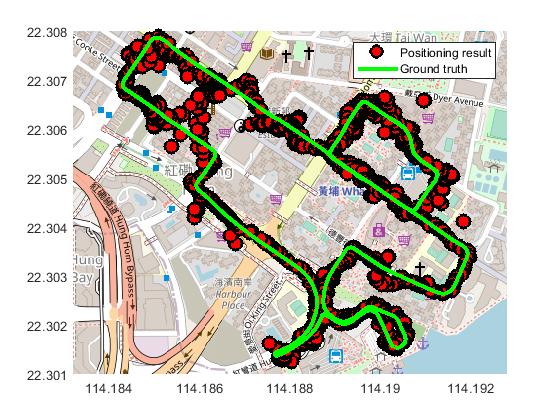 22.308
22.307
22.306
22.305
22.304
22.303
22.302
22.301
114.184
114.186
114.188
114.19
114.192
Positioning result
Ground truth
大環 Tai Wan
Dyer Avenue
Cooke Street
黃埔 Wha
紅磡
Hung Hom Bypass
Hung
Bay
海濱南岸
Harbour
Place
King Street